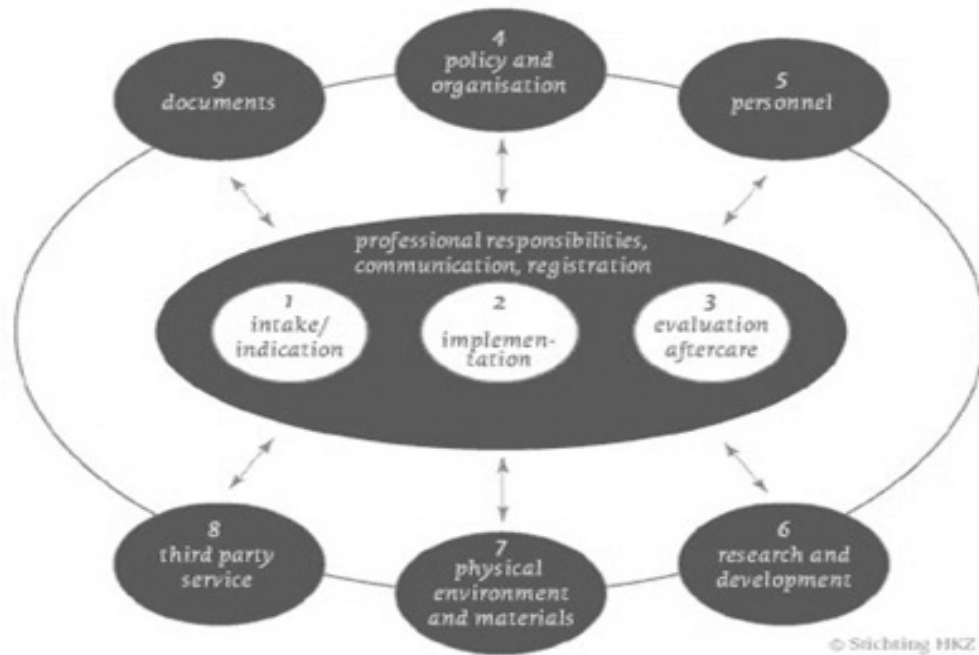 4
policy and
organisation
9
documents
5
personnel
professional responsibilities,
communication, registration
1
intake/
indication
2
implemen-
tation
3
evaluation
aftercare
8
third party
service
7
physical
environment
and materials
6
research and
development
© Stichting HKZ